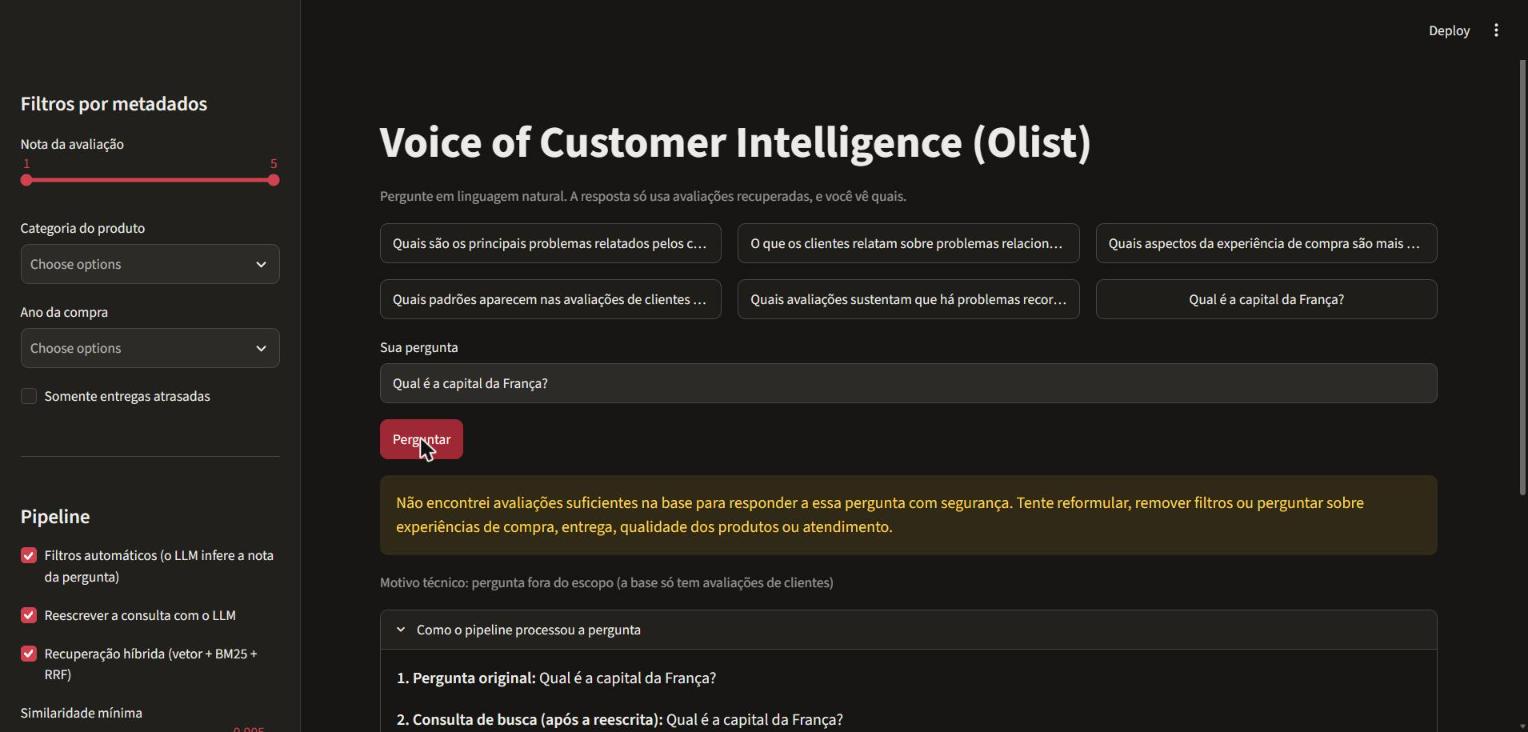 Deploy
Filtros por metadados
Nota da avaliação
1
5
Categoria do produto
Choose options
Ano da compra
Choose options
Somente entregas atrasadas
Pipeline
Filtros automáticos (o LLM infere a nota
da pergunta)
Reescrever a consulta com o LLM
Recuperação híbrida (vetor + BM25 +
RRF)
Similaridade mínima
Voice of Customer Intelligence (Olist)
Pergunte em linguagem natural. A resposta só usa avaliações recuperadas, e você vê quais.
Quais são os principais problemas relatados pelos c...
O que os clientes relatam sobre problemas relacion...
Quais aspectos da experiência de compra são mais ...
Quais padrões aparecem nas avaliações de clientes ...
Quais avaliações sustentam que há problemas recor...
Qual é a capital da França?
Sua pergunta
Qual é a capital da França?
Perguntar
Não encontrei avaliações suficientes na base para responder a essa pergunta com segurança. Tente reformular, remover filtros ou perguntar sobre
experiências de compra, entrega, qualidade dos produtos ou atendimento.
Motivo técnico: pergunta fora do escopo (a base só tem avaliações de clientes)
Como o pipeline processou a pergunta
1. Pergunta original: Qual é a capital da França?
2. Consulta de busca (após a reescrita): Qual é a capital da França?